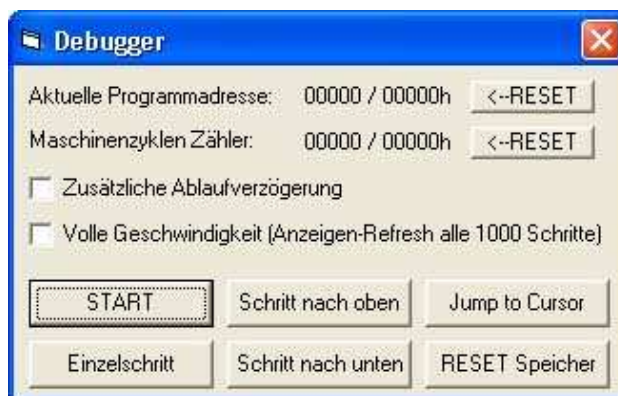 Debugger
Aktuelle Programmadresse: 00000 / 00000h <--RESET
Maschinenzyklen Zähler: 00000 / 00000h <--RESET
Zusätzliche Ablaufverzögerung
Volle Geschwindigkeit (Anzeigen-Refresh alle 1000 Schritte)
START Schritt nach oben Jump to Cursor
Einzelschritt Schritt nach unten RESET Speicher